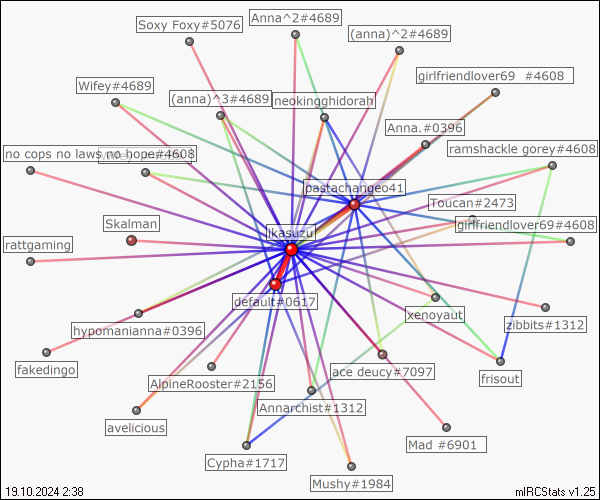 Soxy Foxy#5076
Anna^2#4689
(anna)^2#4689
girlfriendlover69 #4608
Wifey#4689
(anna)^3#4689
neokingghidorah
Anna.#0396
no cops no laws no hope#4608
ramshackle gorey#4608
pastachangeo41
Toucan#2473
Skalman
jkasuzu
girlfriendlover69#4608
rattgaming
default#0617
xenoyaut
zibbits#1312
hypomanianna#0396
fakedingo
AlpineRooster#2156
ace deucy#7097
frisout
Annarchist#1312
avelicious
Mad #6901
Cypha#1717
Mushy#1984
19.10.2024 2:38
mIRCStats v1.25